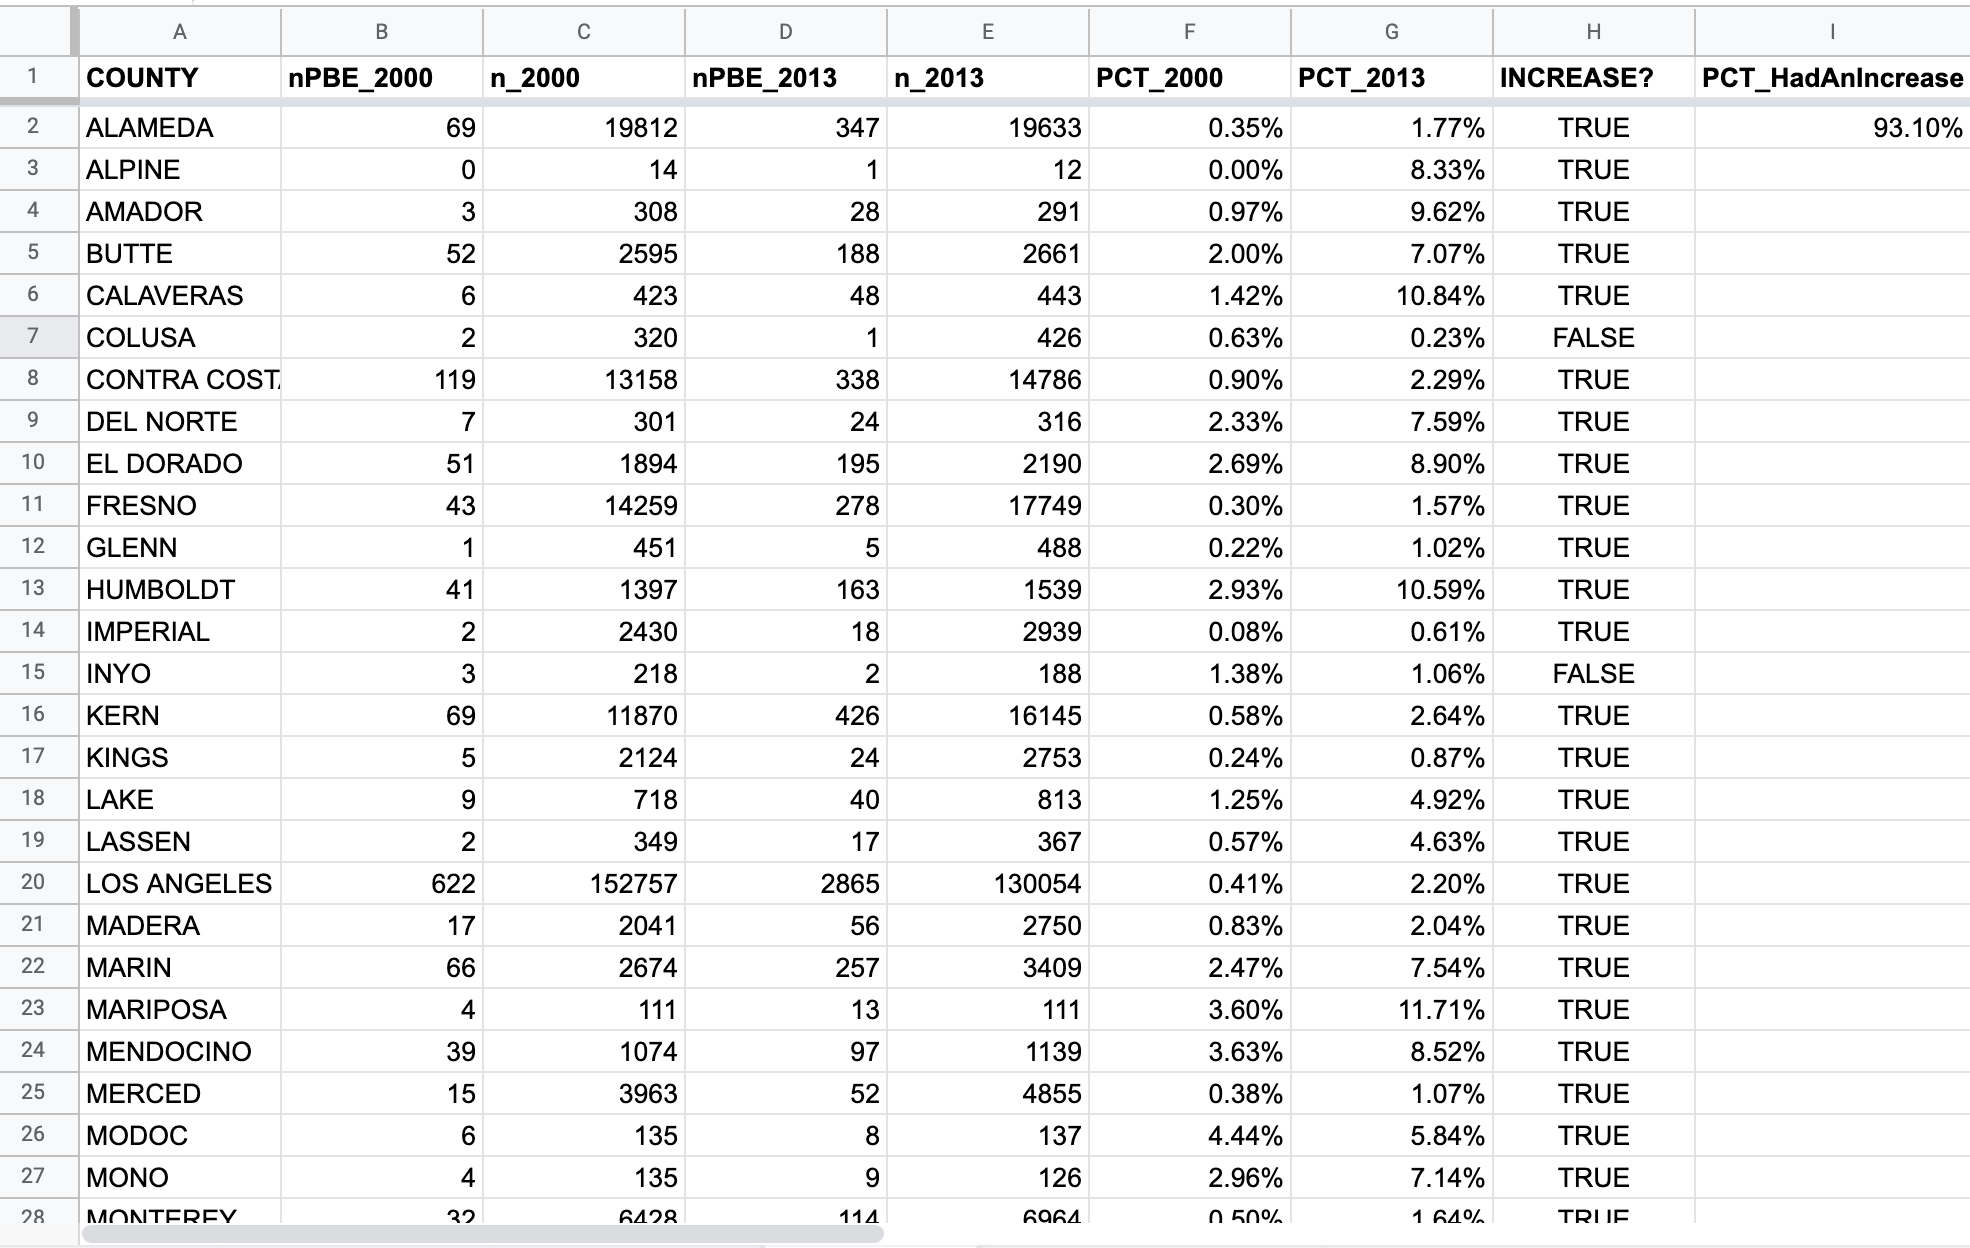 A B C D E F G H I
1 COUNTY nPBE_2000 n_2000 nPBE_2013 n_2013 PCT_2000 PCT_2013 INCREASE? PCT_HadAnIncrease
2 ALAMEDA 69 19812 347 19633 0.35% 1.77% TRUE 93.10%
3 ALPINE 0 14 1 12 0.00% 8.33% TRUE
4 AMADOR 3 308 28 291 0.97% 9.62% TRUE
5 BUTTE 52 2595 188 2661 2.00% 7.07% TRUE
6 CALAVERAS 6 423 48 443 1.42% 10.84% TRUE
7 COLUSA 2 320 1 426 0.63% 0.23% FALSE
8 CONTRA COST 119 13158 338 14786 0.90% 2.29% TRUE
9 DEL NORTE 7 301 24 316 2.33% 7.59% TRUE
10 EL DORADO 51 1894 195 2190 2.69% 8.90% TRUE
11 FRESNO 43 14259 278 17749 0.30% 1.57% TRUE
12 GLENN 1 451 5 488 0.22% 1.02% TRUE
13 HUMBOLDT 41 1397 163 1539 2.93% 10.59% TRUE
14 IMPERIAL 2 2430 18 2939 0.08% 0.61% TRUE
15 INYO 3 218 2 188 1.38% 1.06% FALSE
16 KERN 69 11870 426 16145 0.58% 2.64% TRUE
17 KINGS 5 2124 24 2753 0.24% 0.87% TRUE
18 LAKE 9 718 40 813 1.25% 4.92% TRUE
19 LASSEN 2 349 17 367 0.57% 4.63% TRUE
20 LOS ANGELES 622 152757 2865 130054 0.41% 2.20% TRUE
21 MADERA 17 2041 56 2750 0.83% 2.04% TRUE
22 MARIN 66 2674 257 3409 2.47% 7.54% TRUE
23 MARIPOSA 4 111 13 111 3.60% 11.71% TRUE
24 MENDOCINO 39 1074 97 1139 3.63% 8.52% TRUE
25 MERCED 15 3963 52 4855 0.38% 1.07% TRUE
26 MODOC 6 135 8 137 4.44% 5.84% TRUE
27 MONO 4 135 9 126 2.96% 7.14% TRUE
28 MONTEREY 32 6428 114 6964 0.50% 1.64% TRUE